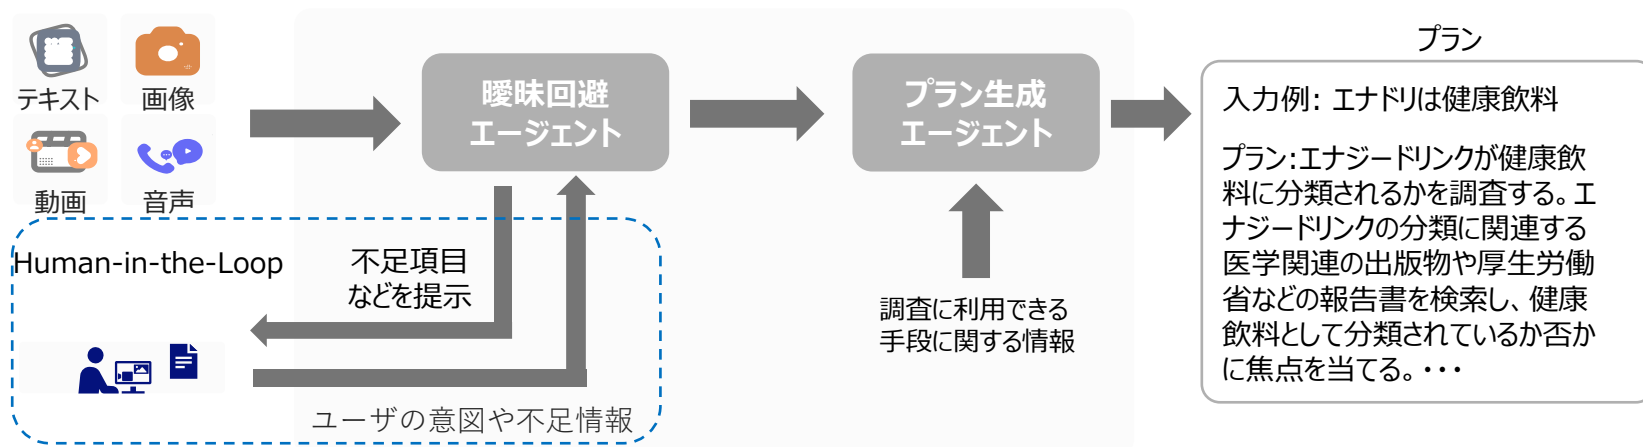 テキスト
画像
動画
音声
曖昧回避
エージェント
プラン生成
エージェント
Human-in-the-Loop
不足項目
などを提示
ユーザの意図や不足情報
調査に利用できる
手段に関する情報
プラン
入力例: エナドリは健康飲料
プラン:エナジードリンクが健康飲
料に分類されるかを調査する。エ
ナジードリンクの分類に関連する
医学関連の出版物や厚生労働
省などの報告書を検索し、健康
飲料として分類されているか否か
に焦点を当てる。・・・